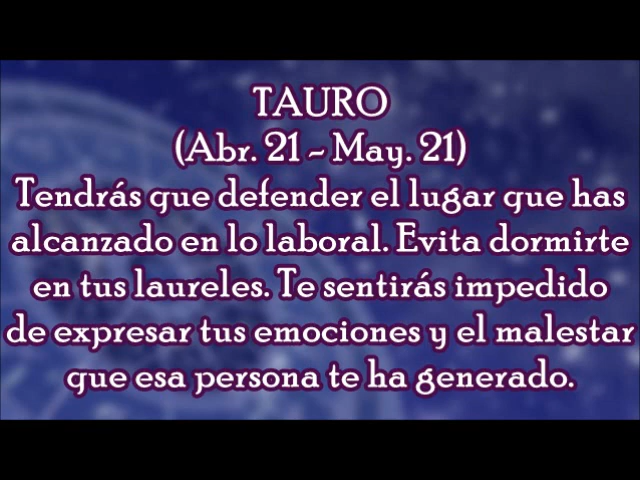 TAURO
(Abr. 21 - May. 21)
Tendrás que defender el lugar que has
alcanzado en lo laboral. Evita dormirte
en tus laureles. Te sentirás impedido
de expresar tus emociones y el malestar
que esa persona te ha generado.